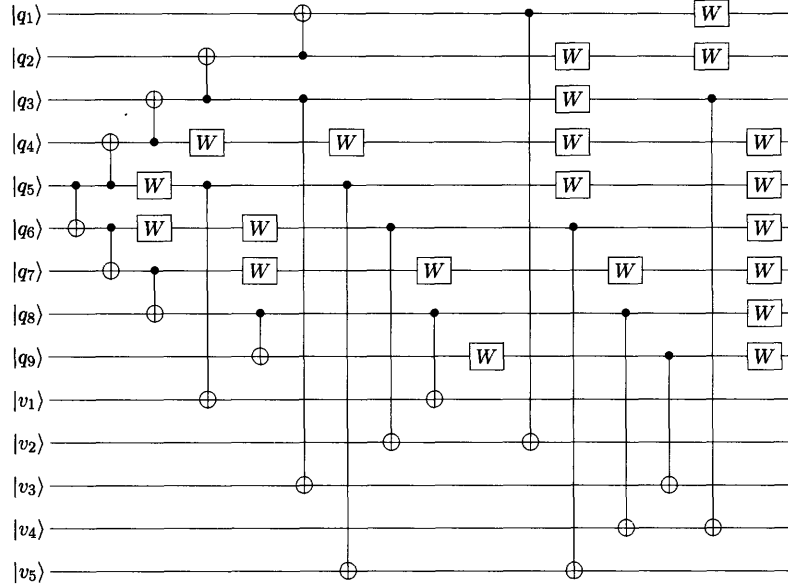 |q₁⟩ W
|q₂⟩ W W
|q₃⟩ W
|q₄⟩ W W W W
|q₅⟩ W W W
|q₆⟩ W W W
|q₇⟩ W W W W
|q₈⟩ W
|q₉⟩ W W
|v₁⟩
|v₂⟩
|v₃⟩
|v₄⟩
|v₅⟩